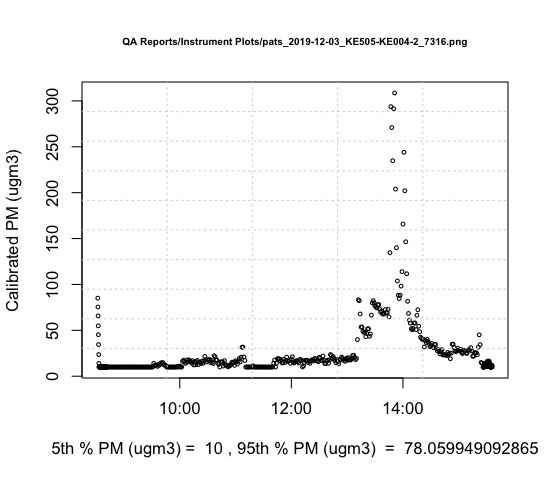 QA Reports/Instrument Plots/pats_2019-12-03_KE505-KE004-2_7316.png
Calibrated PM (ugm3)
300
250
200
150
100
50
0
10:00 12:00 14:00
5th % PM (ugm3) = 10 , 95th % PM (ugm3) = 78.059949092865